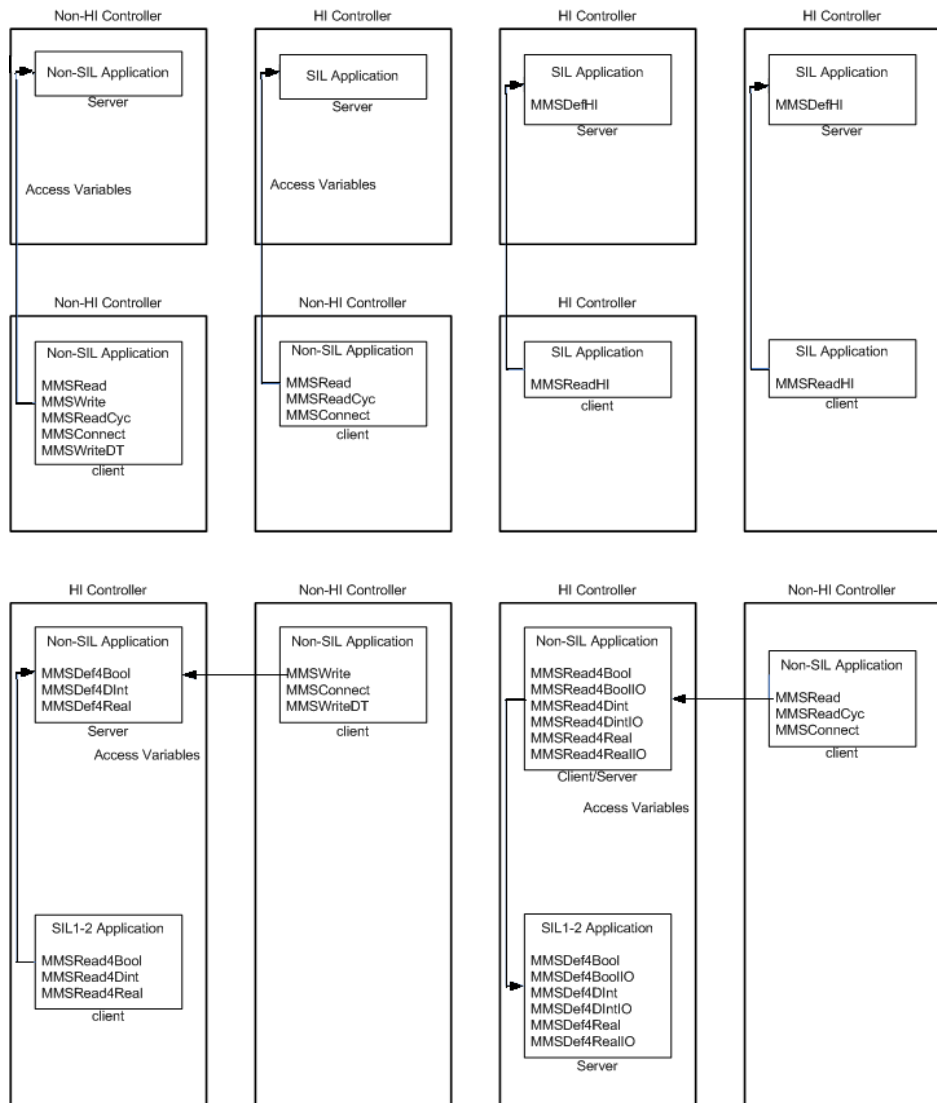 Non-HI Controller
HI Controller
HI Controller
HI Controller
Non-SIL Application
Server
SIL Application
Server
SIL Application
MMSDefHI
Server
SIL Application
MMSDefHI
Server
Access Variables
Access Variables
Non-HI Controller
Non-HI Controller
HI Controller
HI Controller
Non-SIL Application
MMSRead
MMSWrite
MMSReadCyc
MMSConnect
MMSWriteDT
client
Non-SIL Application
MMSRead
MMSReadCyc
MMSConnect
client
SIL Application
MMSReadHI
client
SIL Application
MMSReadHI
client
HI Controller
Non-HI Controller
HI Controller
Non-HI Controller
Non-SIL Application
MMSDef4Bool
MMSDef4DInt
MMSDef4Real
Server
Access Variables
Non-SIL Application
MMSWrite
MMSConnect
MMSWriteDT
client
Non-SIL Application
MMSRead4Bool
MMSRead4BoolIO
MMSRead4Dint
MMSRead4DintIO
MMSRead4Real
MMSRead4RealIO
Client/Server
Access Variables
Non-SIL Application
MMSRead
MMSReadCyc
MMSConnect
client
SIL1-2 Application
MMSRead4Bool
MMSRead4Dint
MMSRead4Real
client
SIL1-2 Application
MMSDef4Bool
MMSDef4BoolIO
MMSDef4DInt
MMSDef4DIntIO
MMSDef4Real
MMSDef4RealIO
Server